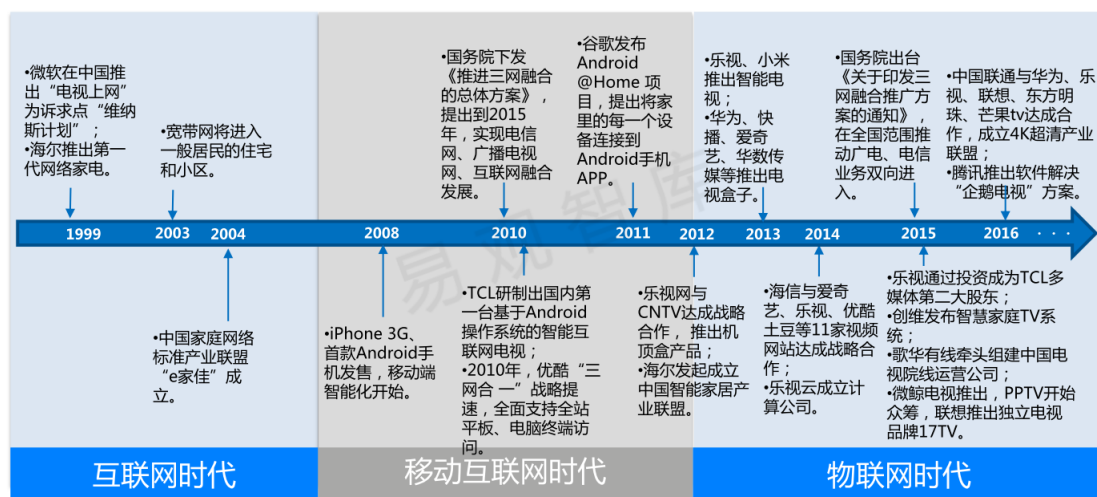 •微软在中国推
出“电视上网”
为诉求点“维纳
斯计划”；
•海尔推出第一
代网络家电。
•宽带网将进入
一般居民的住宅
和小区。
•国务院下发
《推进三网融合
的总体方案》，
提出到2015
年，实现电信
网、广播电视
网、互联网融合
发展。
•谷歌发布
Android
@Home 项
目，提出将家
里的每一个设
备连接到
Android手机
APP。
•乐视、小米
推出智能电
视；
•华为、快
播、爱奇
艺、华数传
媒等推出电
视盒子。
•国务院出台
《关于印发三
网融合推广方
案的通知》，
在全国范围推
动广电、电信
业务双向进
入。
•中国联通与华为、乐
视、联想、东方明
珠、芒果tv达成合
作，成立4K超清产业
联盟；
•腾讯推出软件解决
“企鹅电视”方案。
1999 2003 2004 2008 2010 2011 2012 2013 2014 2015 2016 · · ·
•中国家庭网络
标准产业联盟
“e家佳”成
立。
•iPhone 3G、
首款Android手
机发售，移动端
智能化开始。
•TCL研制出国内第
一台基于Android
操作系统的智能互
联网电视；
•2010年，优酷“三
网合 一”战略提
速，全面支持全站
平板、电脑终端访
问。
•乐视网与
CNTV达成战略
合作，推出机
顶盒产品；
•海尔发起成立
中国智能家居产
业联盟。
•海信与爱奇
艺、乐视、优酷
土豆等11家视频
网站达成战略合
作；
•乐视云成立计
算公司。
•乐视通过投资成为TCL多
媒体第二大股东；
•创维发布智慧家庭TV系
统；
•歌华有线牵头组建中国电
视院线运营公司；
•微鲸电视推出，PPTV开始
众筹，联想推出独立电视
品牌17TV。
易观智库
互联网时代
移动互联网时代
物联网时代